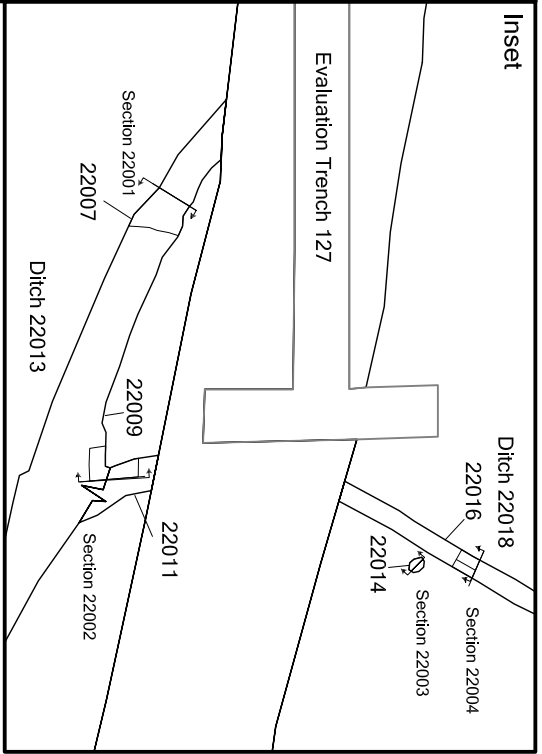 Inset
Evaluation Trench 127
Section 22001
22007
Ditch 22013
22009
22011
Section 22002
Ditch 22018
22016
22014
Section 22003
Section 22004